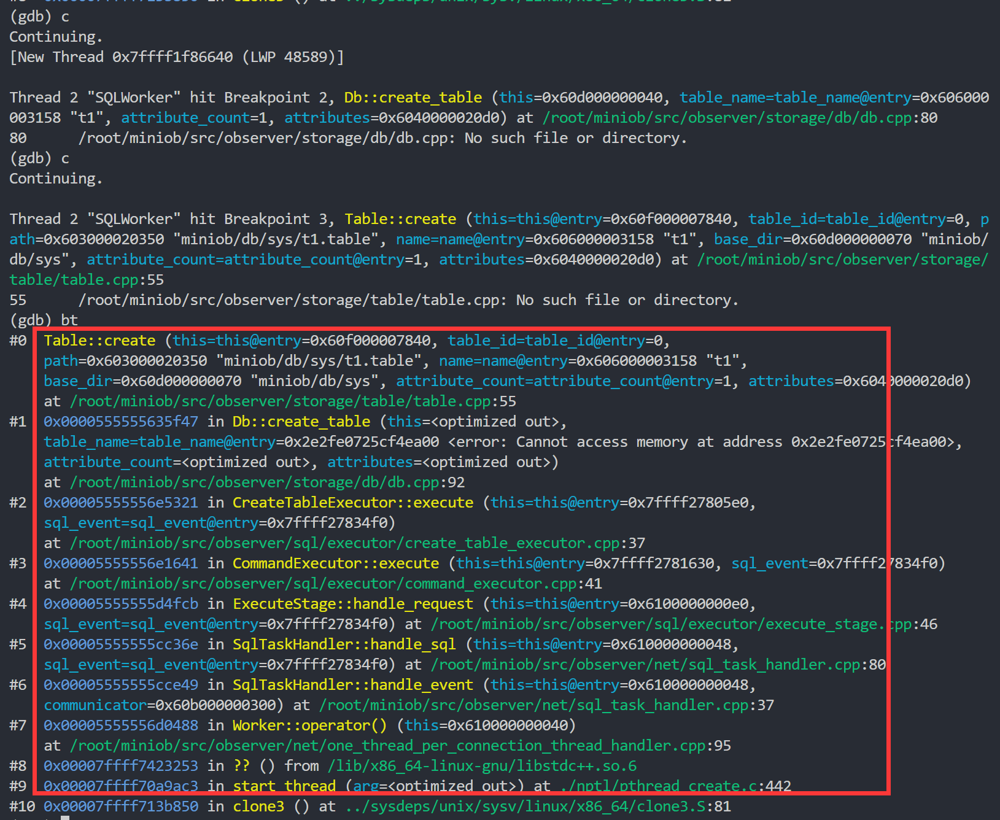 (gdb) c
Continuing.
[New Thread 0x7ffff1f86640 (LWP 48589)]
Thread 2 "SQLWorker" hit Breakpoint 2, Db::create_table (this=0x60d000000040, table_name=table_name@entry=0x606000
003158 "t1", attribute_count=1, attributes=0x6040000020d0) at /root/miniob/src/observer/storage/db/db.cpp:80
80      /root/miniob/src/observer/storage/db/db.cpp: No such file or directory.
(gdb) c
Continuing.
Thread 2 "SQLWorker" hit Breakpoint 3, Table::create (this=this@entry=0x60f000007840, table_id=table_id@entry=0, p
ath=0x603000020350 "miniob/db/sys/t1.table", name=name@entry=0x606000003158 "t1", base_dir=0x60d000000070 "miniob/
db/sys", attribute_count=attribute_count@entry=1, attributes=0x6040000020d0) at /root/miniob/src/observer/storage/
table/table.cpp:55
55      /root/miniob/src/observer/storage/table/table.cpp: No such file or directory.
(gdb) bt
#0  Table::create (this=this@entry=0x60f000007840, table_id=table_id@entry=0,
path=0x603000020350 "miniob/db/sys/t1.table", name=name@entry=0x606000003158 "t1",
base_dir=0x60d000000070 "miniob/db/sys", attribute_count=attribute_count@entry=1, attributes=0x6040000020d0)
at /root/miniob/src/observer/storage/table/table.cpp:55
#1  0x0000555555635f47 in Db::create_table (this=<optimized out>,
table_name=table_name@entry=0x2e2fe0725cf4ea00 <error: Cannot access memory at address 0x2e2fe0725cf4ea00>,
attribute_count=<optimized out>, attributes=<optimized out>)
at /root/miniob/src/observer/storage/db/db.cpp:92
#2  0x00005555556e5321 in CreateTableExecutor::execute (this=this@entry=0x7ffff27805e0,
sql_event=sql_event@entry=0x7ffff27834f0)
at /root/miniob/src/observer/sql/executor/create_table_executor.cpp:37
#3  0x00005555556e1641 in CommandExecutor::execute (this=this@entry=0x7ffff2781630, sql_event=0x7ffff27834f0)
at /root/miniob/src/observer/sql/executor/command_executor.cpp:41
#4  0x00005555555d4fcb in ExecuteStage::handle_request (this=this@entry=0x6100000000e0,
sql_event=sql_event@entry=0x7ffff27834f0) at /root/miniob/src/observer/sql/executor/execute_stage.cpp:46
#5  0x00005555555cc36e in SqlTaskHandler::handle_sql (this=this@entry=0x610000000048,
sql_event=sql_event@entry=0x7ffff27834f0) at /root/miniob/src/observer/net/sql_task_handler.cpp:80
#6  0x00005555555cce49 in SqlTaskHandler::handle_event (this=this@entry=0x610000000048,
communicator=0x60b000000300) at /root/miniob/src/observer/net/sql_task_handler.cpp:37
#7  0x00005555556d0488 in Worker::operator() (this=0x610000000040)
at /root/miniob/src/observer/net/one_thread_per_connection_thread_handler.cpp:95
#8  0x00007ffff7423253 in ?? () from /lib/x86_64-linux-gnu/libstdc++.so.6
#9  0x00007ffff70a9ac3 in start_thread (arg=<optimized out>) at ./nptl/pthread_create.c:442
#10 0x00007ffff713b850 in clone3 () at ../sysdeps/unix/sysv/linux/x86_64/clone3.S:81